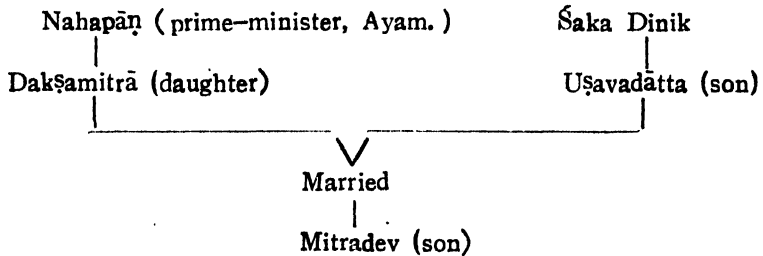 Nahapāṇ ( prime–minister, Ayam. ) Śaka Dinik
Dakṣamitrā (daughter) Uṣavadātta (son)
Married
Mitradev (son)